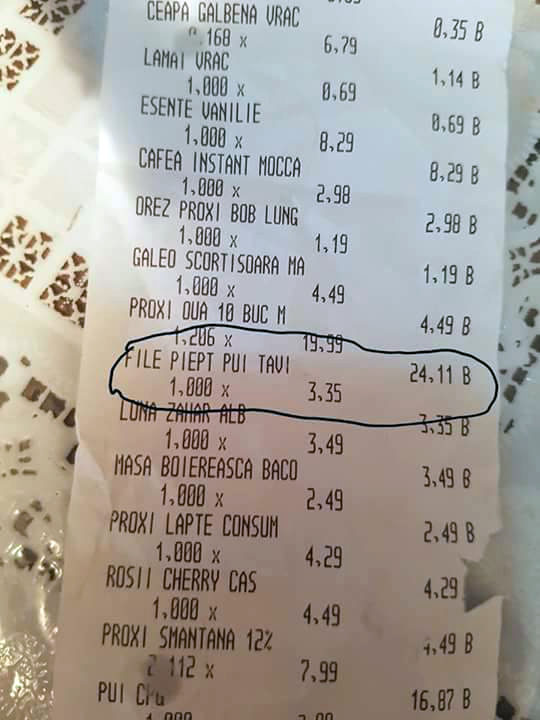 CEAPA GALBENA VRAC 0,35 B
168 x 6,79
LAMAI VRAC 1,14 B
1,000 x 0,69
ESENTE VANILIE 0,69 B
1,000 x 8,29
CAFEA INSTANT MOCCA 8,29 B
1,000 x 2,98
OREZ PROXI BOB LUNG 2,98 B
1,000 x 1,19
GALEO SCORTISOARA MA 1,19 B
1,000 x 4,49
PROXI OUA 10 BUC M 4,49 B
1,206 x 19,99
FILE PIEPT PUI TAVI 24,11 B
1,000 x 3,35
LUNA ZAHAR ALB 3,35 B
1,000 x 3,49
MASA BOIEREASCA BACO 3,49 B
1,000 x 2,49
PROXI LAPTE CONSUM 2,49 B
1,000 x 4,29
ROSII CHERRY CAS 4,29
1,000 x 4,49
PROXI SMANTANA 12% 4,49 B
2 112 x 7,99
PUI 16,87 B